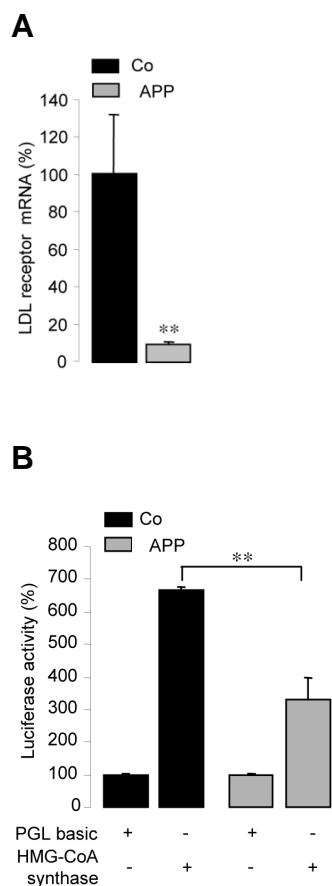 A
Co
APP
LDL receptor mRNA (%)
140
120
100
80
60
40
20
0
**
B
Co
APP
Luciferase activity (%)
800
700
600
500
400
300
200
100
0
**
PGL basic + - + -
HMG-CoA
synthase - + - +